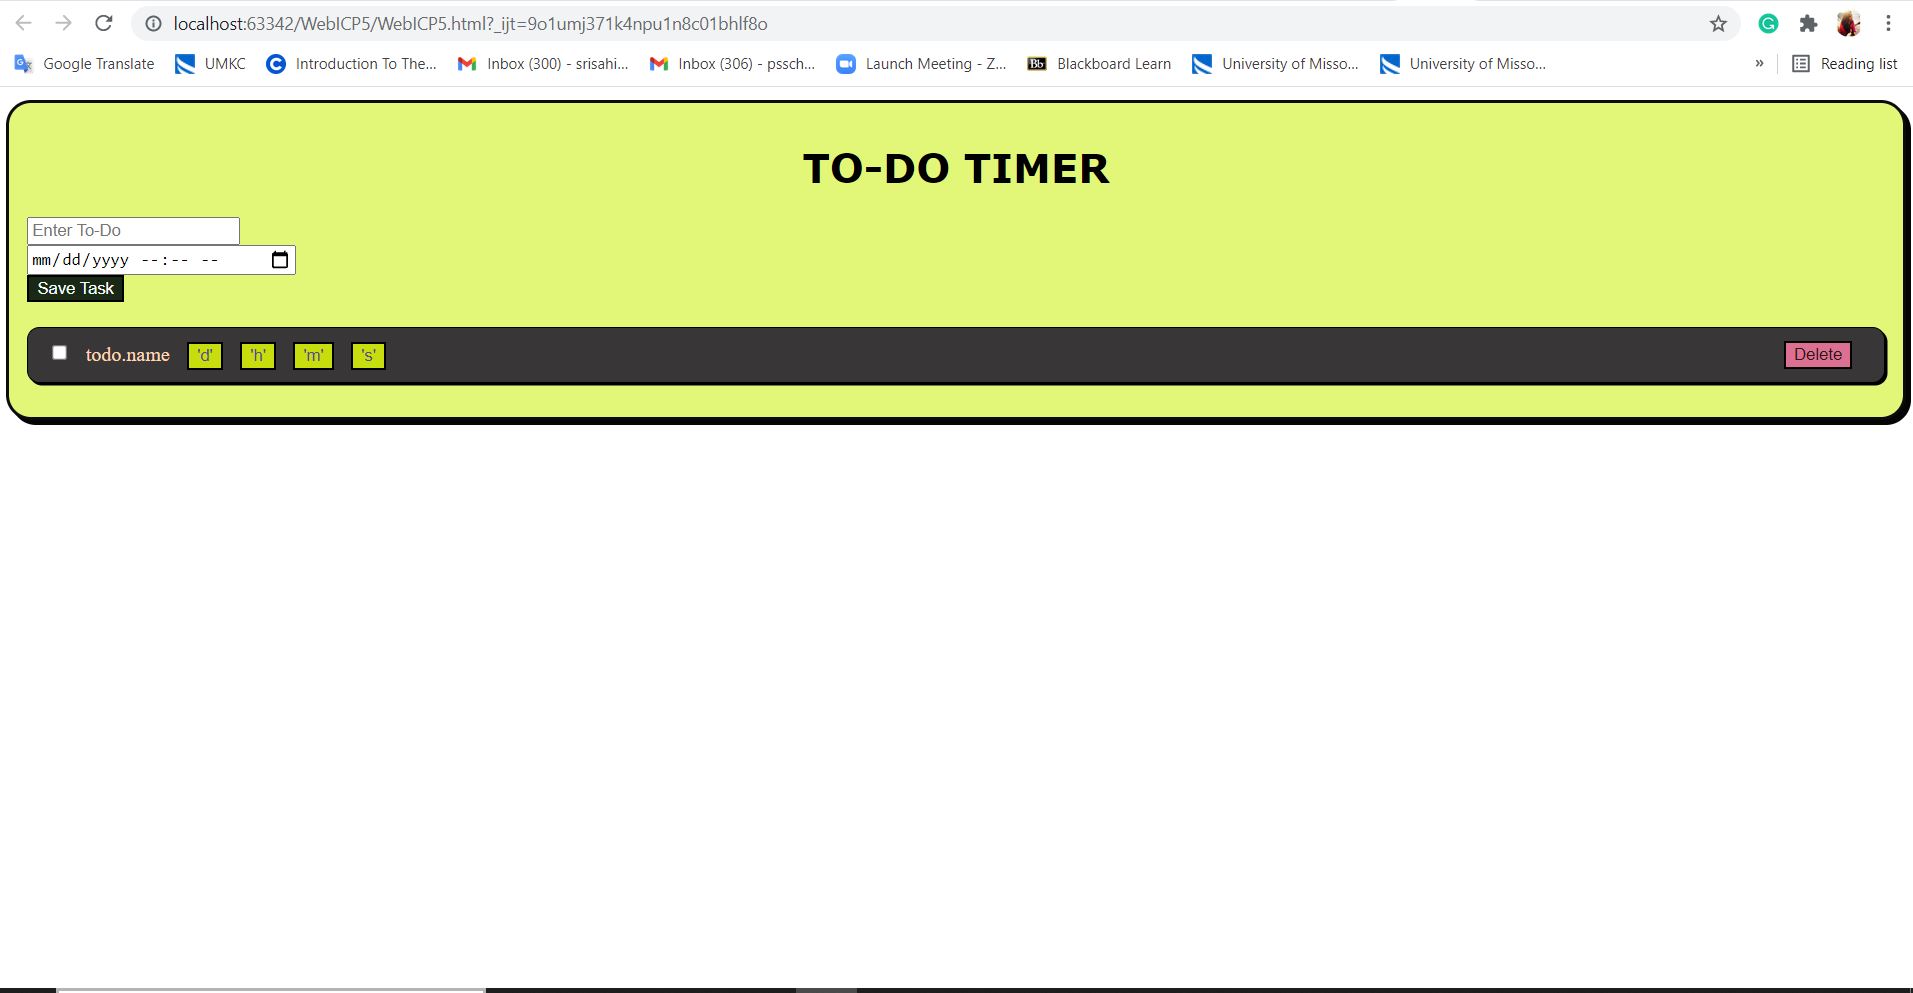 localhost:63342/WebICP5/WebICP5.html?_ijt=9o1umj371k4npu1n8c01bhlf8o
Google Translate UMKC Introduction To The... Inbox (300) - srisahi... Inbox (306) - pssch... Launch Meeting - Z... Bb Blackboard Learn University of Misso... University of Misso... » Reading list
TO-DO TIMER
Enter To-Do
mm/dd/yyyy --:-- --
Save Task
todo.name 'd' 'h' 'm' 's' Delete